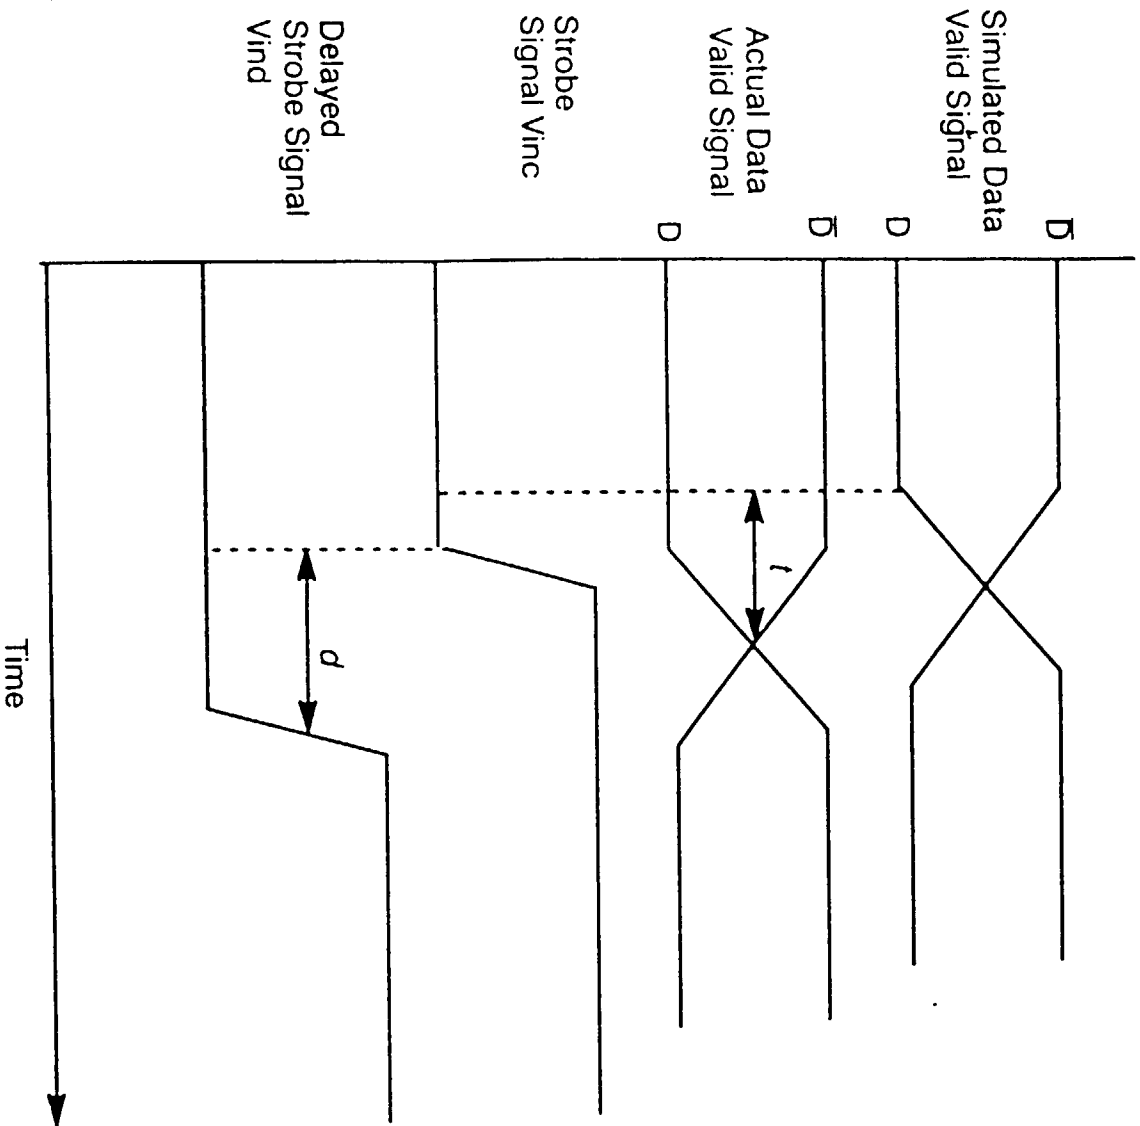 Simulated Data
Valid Signal
D̅
D
Actual Data
Valid Signal
D̅
D
t
Strobe
Signal Vinc
Delayed
Strobe Signal
Vind
d
Time